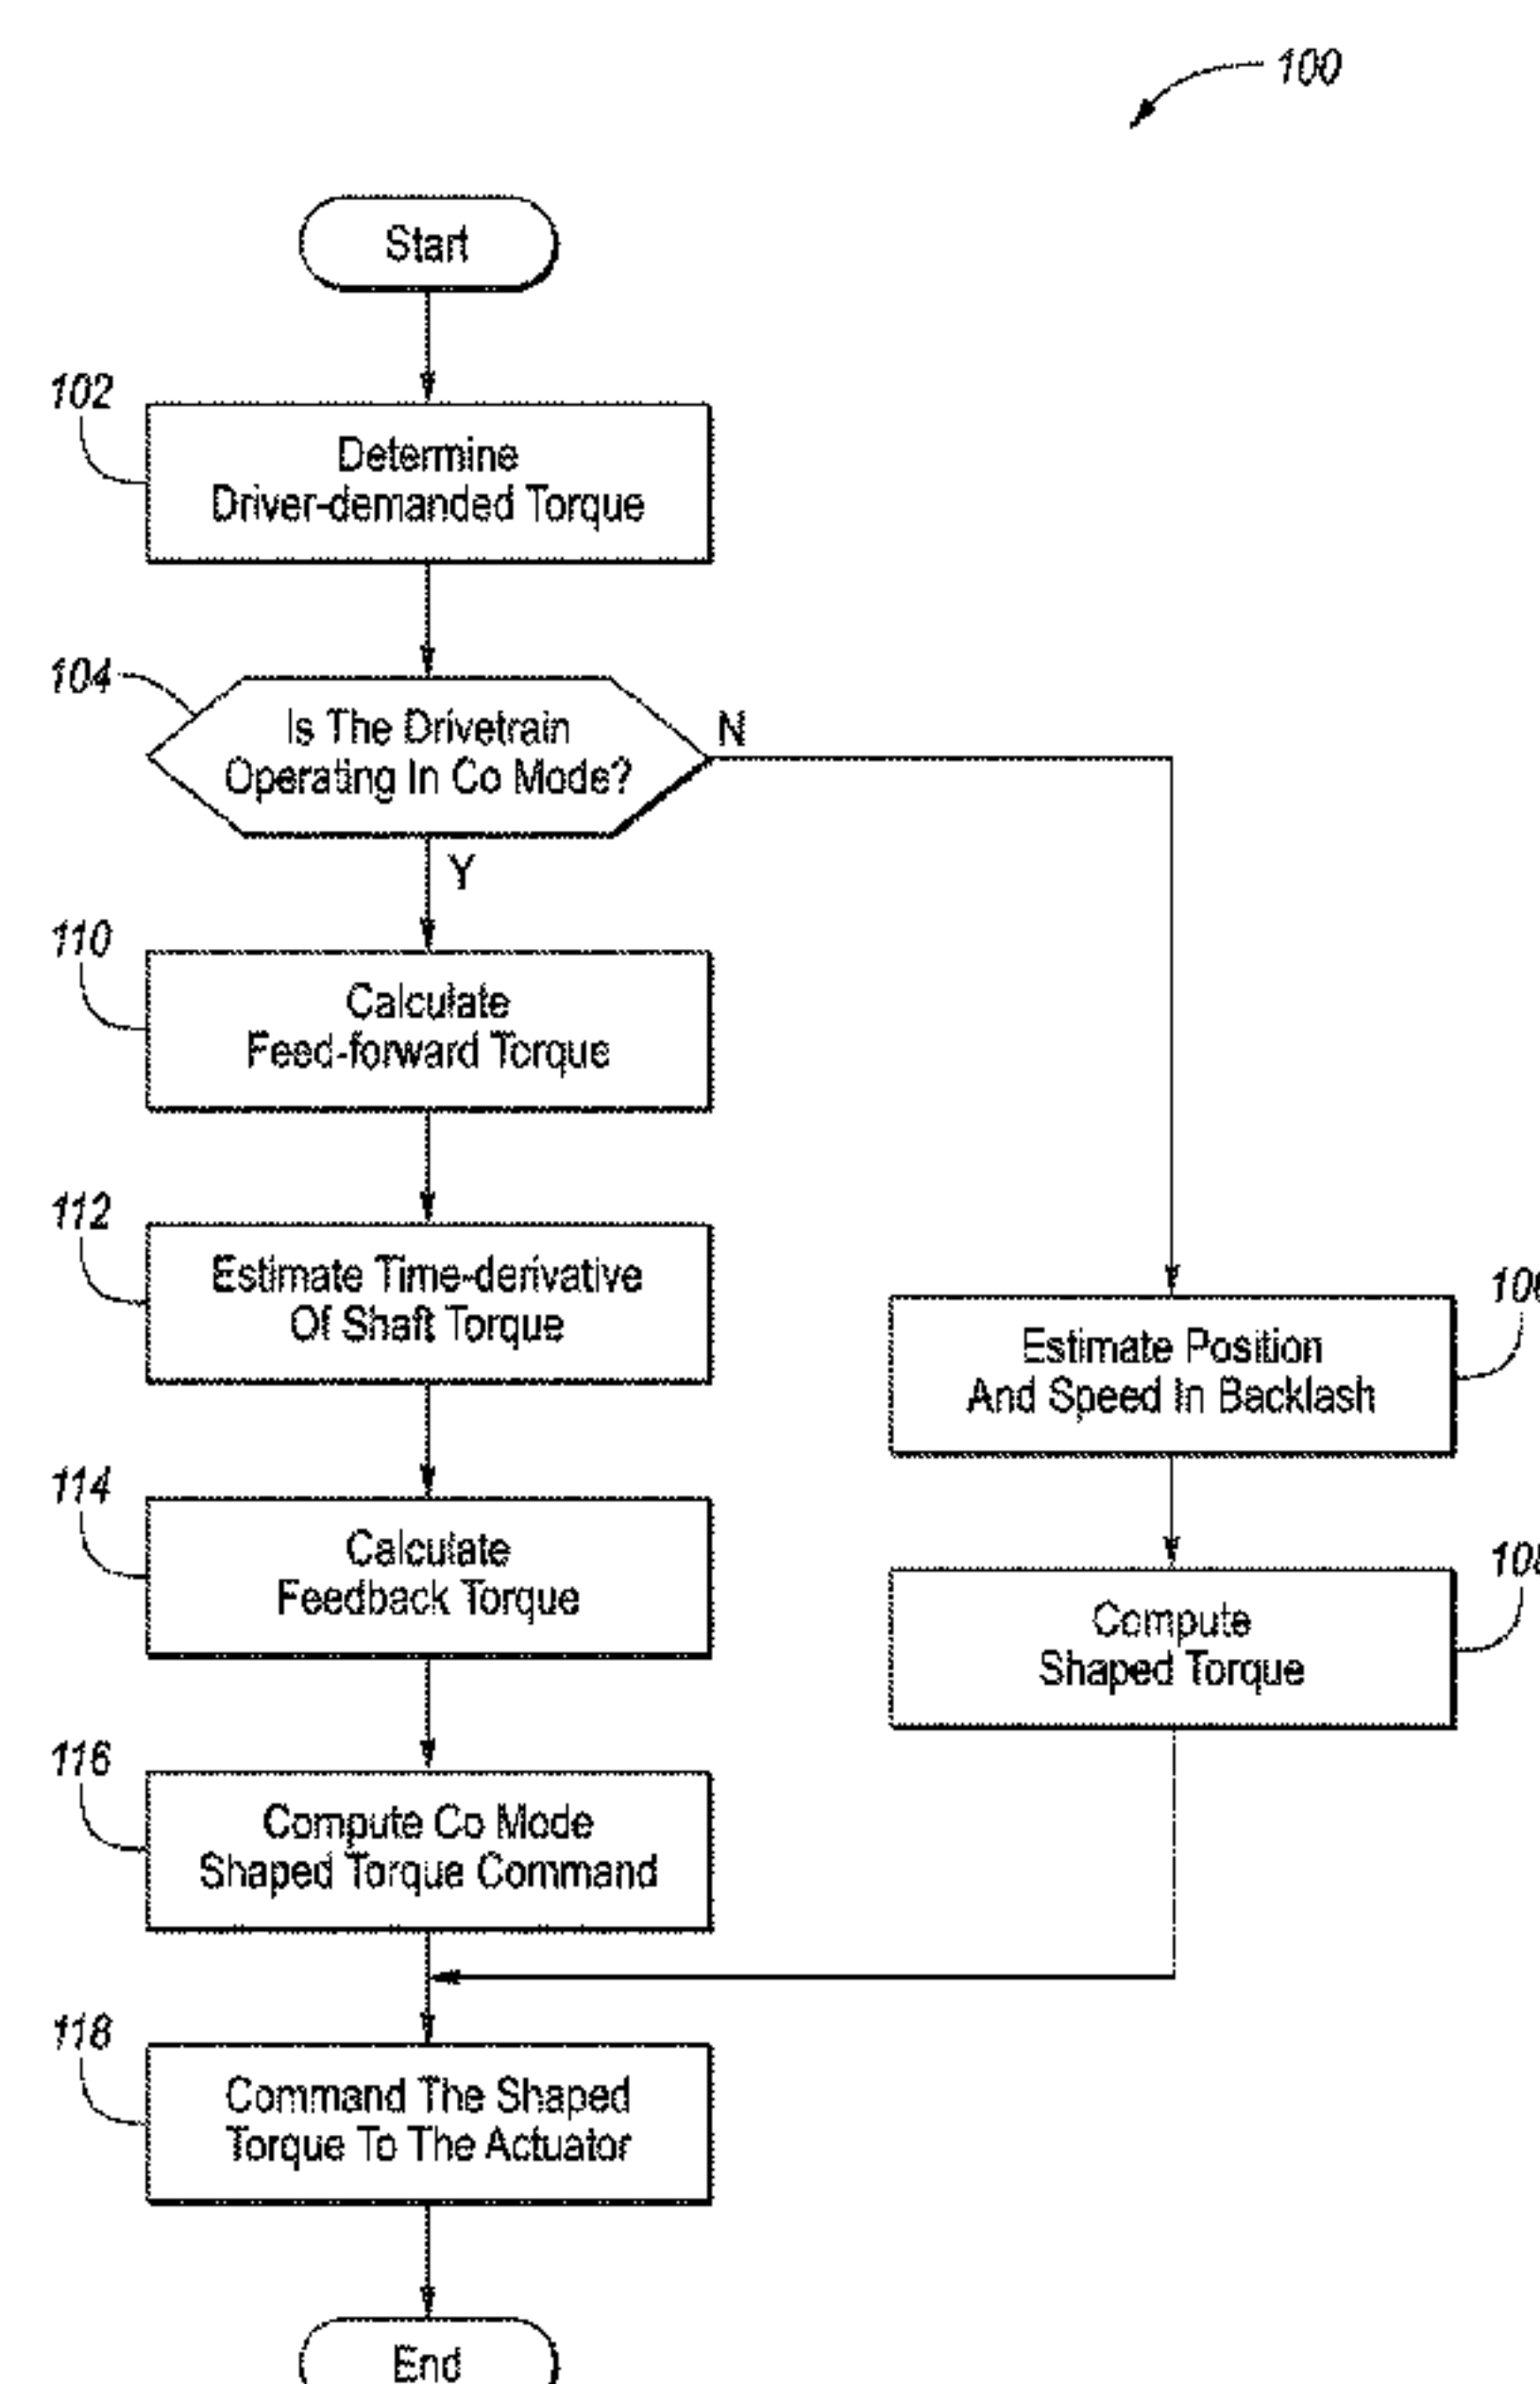 100
Start
102
Determine
Driver-demanded Torque
104
Is The Drivetrain
Operating In Co Mode?
N
Y
110
Calculate
Feed-forward Torque
112
Estimate Time-derivative
Of Shaft Torque
Estimate Position
And Speed In Backlash
114
Calculate
Feedback Torque
Compute
Shaped Torque
116
Compute Co Mode
Shaped Torque Command
118
Command The Shaped
Torque To The Actuator
End